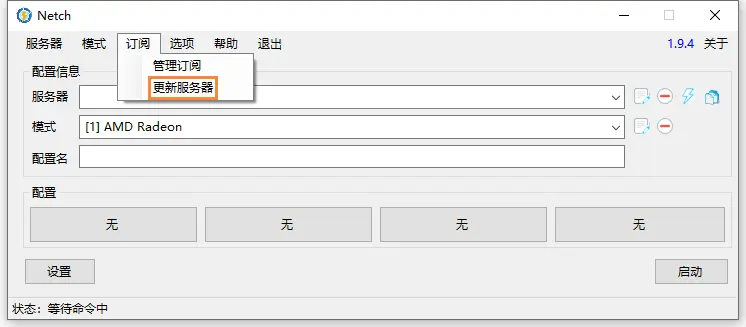 Netch
服务器 模式 订阅 选项 帮助 退出 1.9.4 关于
管理订阅
配置信息
更新服务器
服务器
模式 [1] AMD Radeon
配置名
配置
无 无 无 无
设置 启动
状态：等待命令中